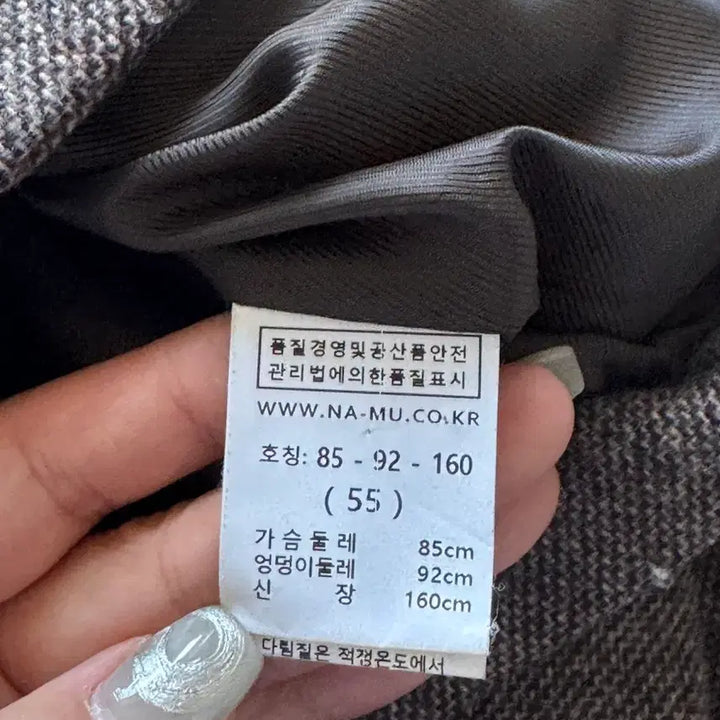 품질경영및공산품안전
관리법에의한품질표시
WWW.NA-MU.CO.KR
호칭: 85 - 92 - 160
( 55 )
가슴둘레 85cm
엉덩이둘레 92cm
신장 160cm
다림질은 적정온도에서